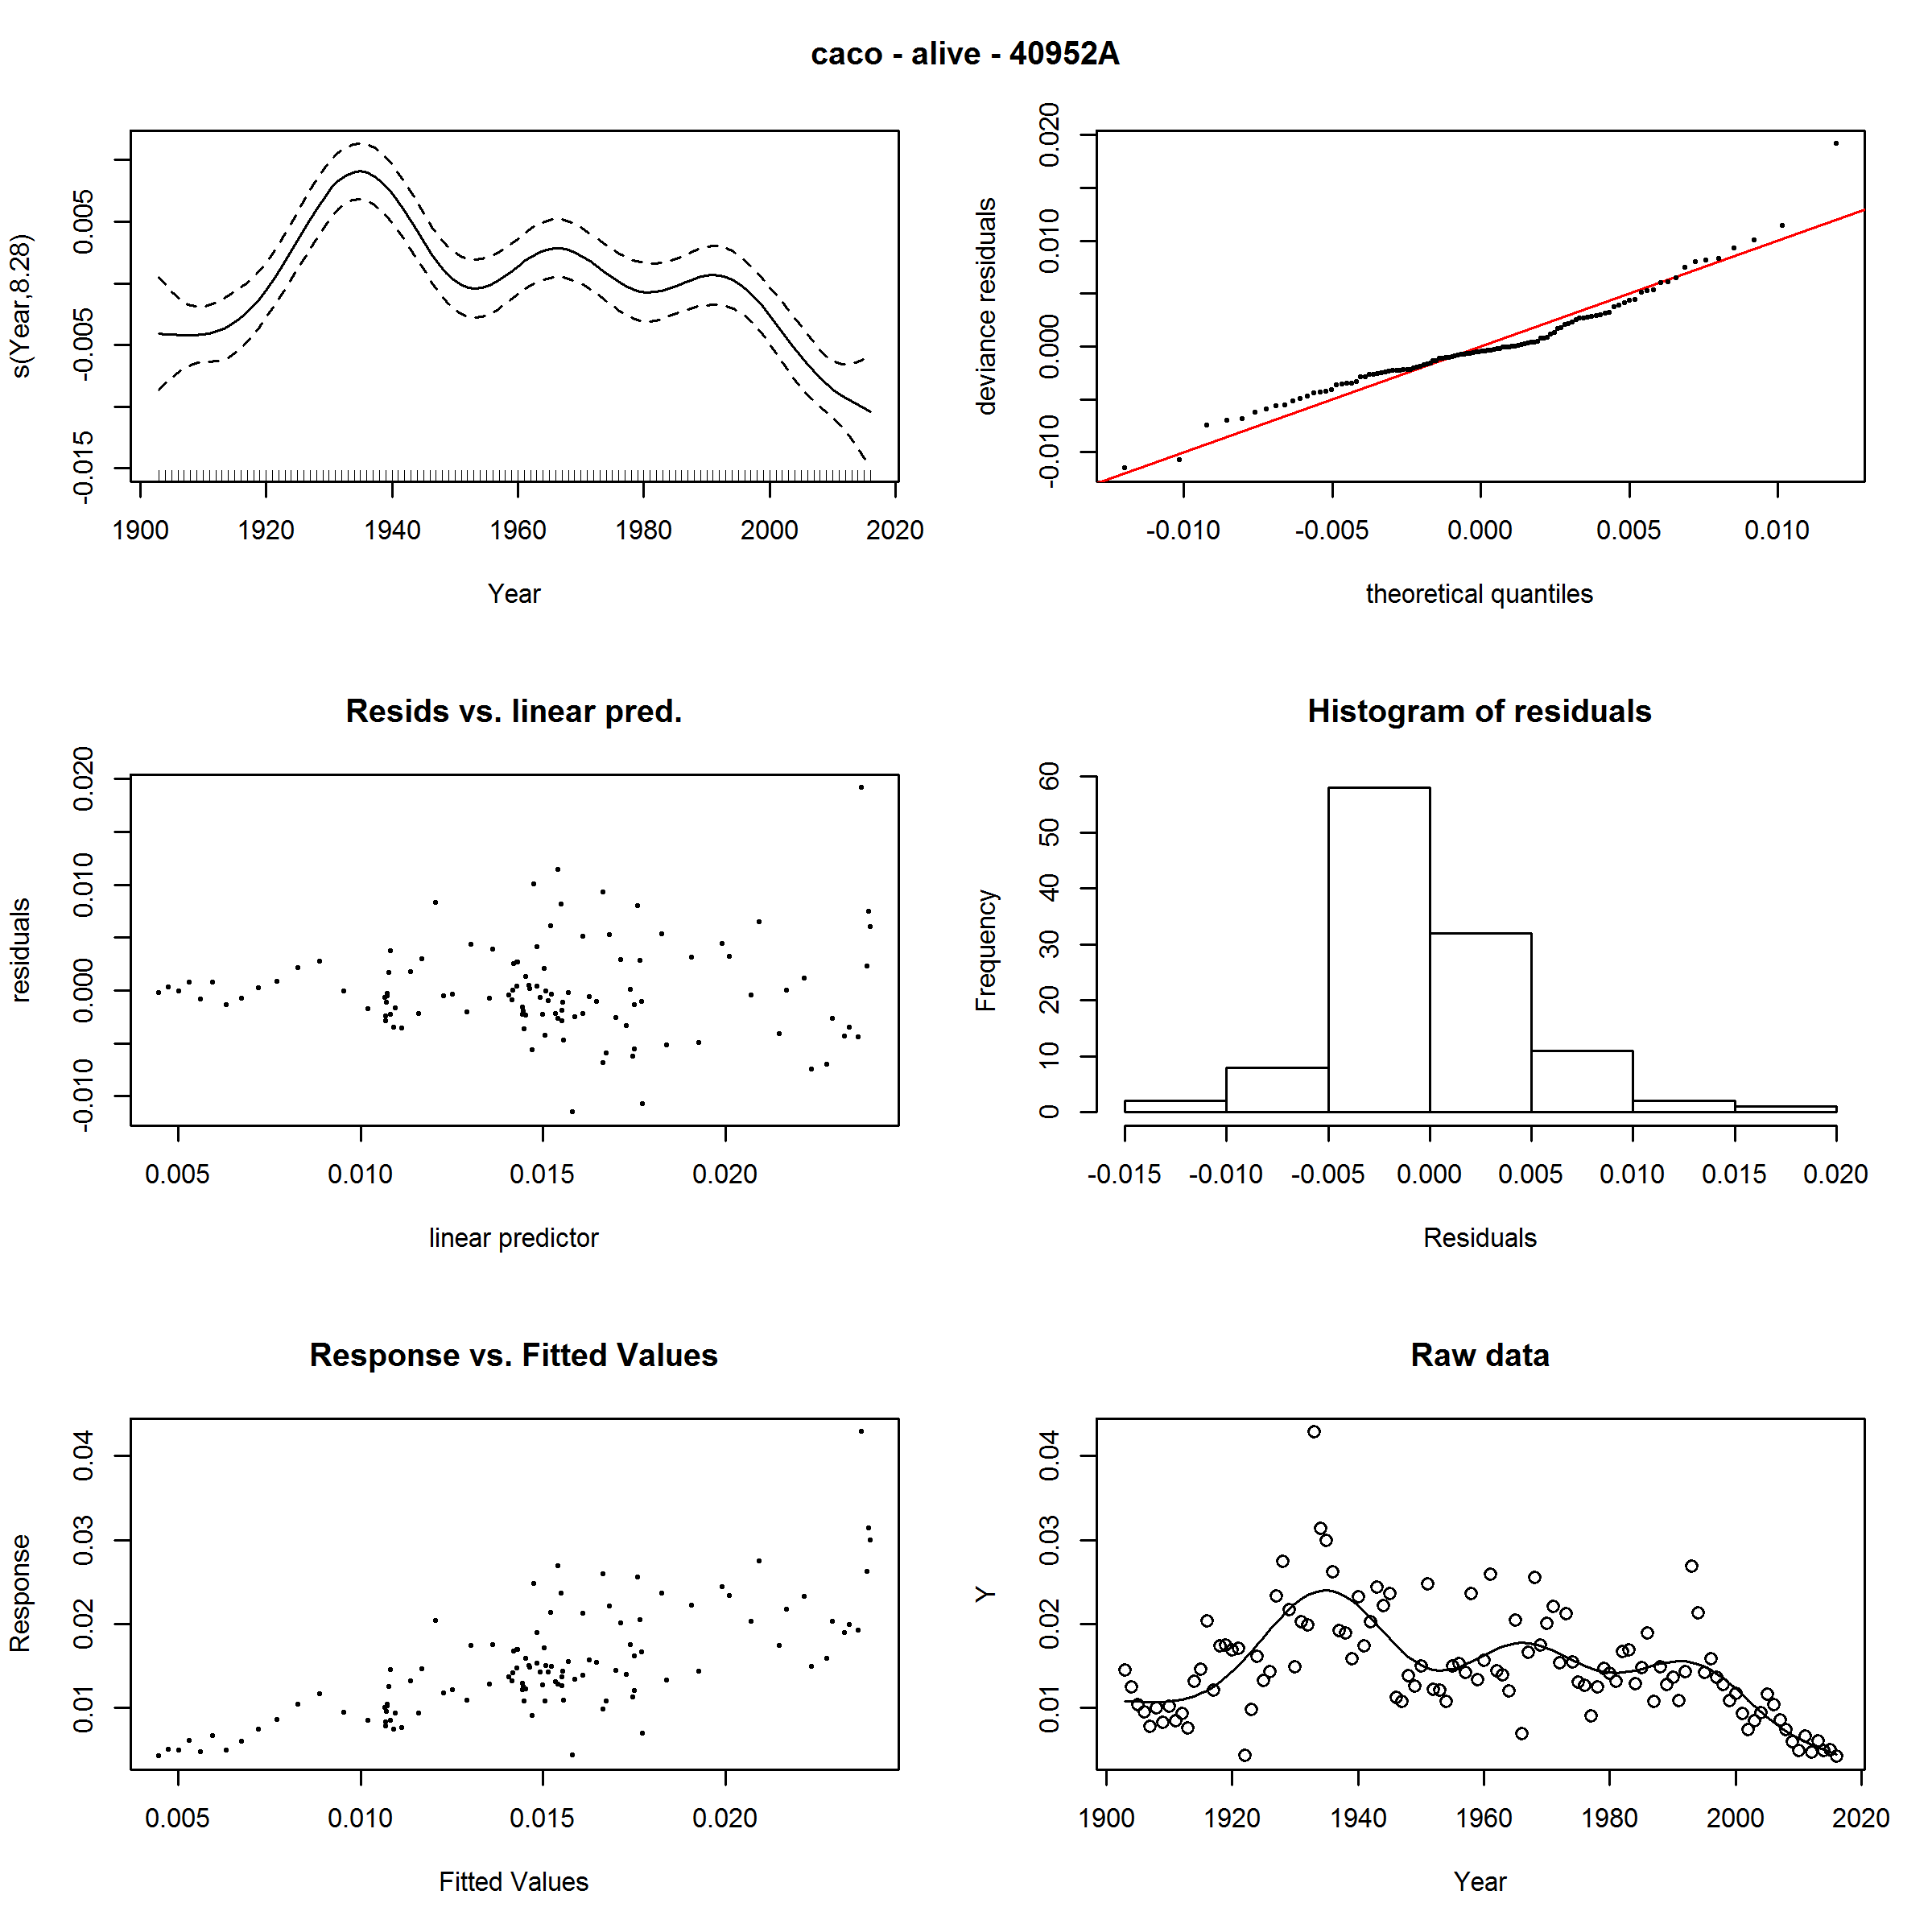 caco - alive - 40952A
s(Year,8.28)
0.005
-0.005
-0.015
1900 1920 1940 1960 1980 2000 2020
Year
deviance residuals
0.020
0.010
0.000
-0.010
-0.010 -0.005 0.000 0.005 0.010
theoretical quantiles
Resids vs. linear pred.
residuals
0.020
0.010
0.000
-0.010
0.005 0.010 0.015 0.020
linear predictor
Histogram of residuals
Frequency
60
50
40
30
20
10
0
-0.015 -0.010 -0.005 0.000 0.005 0.010 0.015 0.020
Residuals
Response vs. Fitted Values
Response
0.04
0.03
0.02
0.01
0.005 0.010 0.015 0.020
Fitted Values
Raw data
Y
0.04
0.03
0.02
0.01
1900 1920 1940 1960 1980 2000 2020
Year